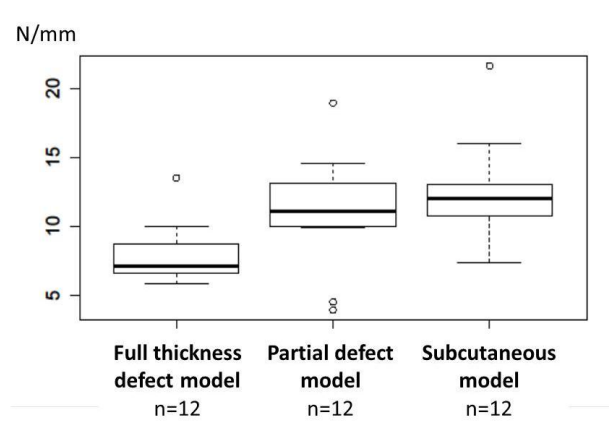 N/mm
20
15
10
5
Full thickness defect model n=12
Partial defect model n=12
Subcutaneous model n=12